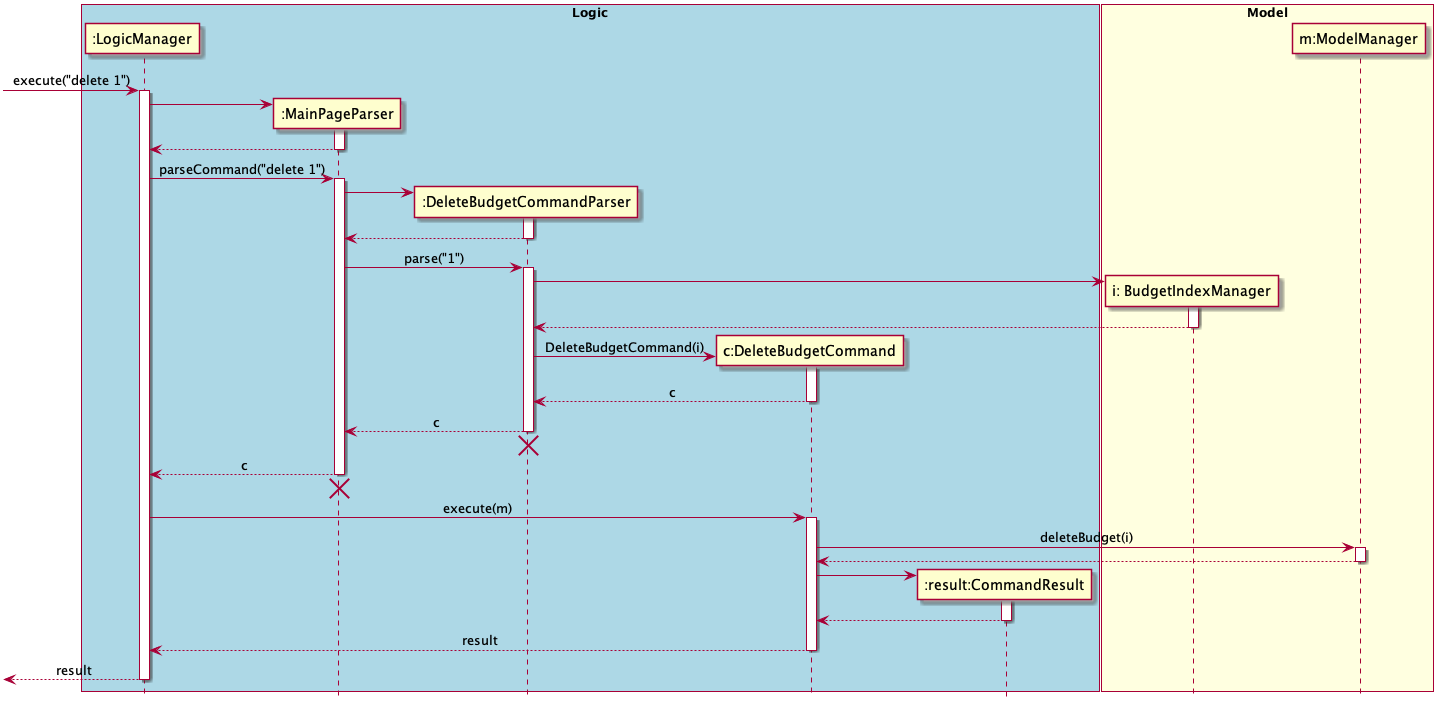 Logic
Model
:LogicManager
m:ModelManager
execute("delete 1")
:MainPageParser
parseCommand("delete 1")
:DeleteBudgetCommandParser
parse("1")
i: BudgetIndexManager
DeleteBudgetCommand(i)
c:DeleteBudgetCommand
c
c
c
execute(m)
deleteBudget(i)
:result:CommandResult
result
result